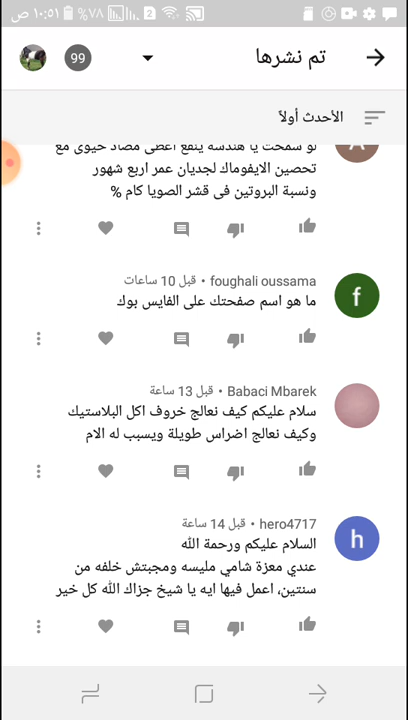 ١٠:٥١ ص
٧٨%
2
تم نشرها
99
الأحدث أولاً
A
لو سمحت يا هندسه ينفع اعطى مضاد حيوى مع
تحصين الايفوماك لجديان عمر اربع شهور
ونسبة البروتين فى قشر الصويا كام %
f
foughali oussama • قبل 10 ساعات
ما هو اسم صفحتك على الفايس بوك
Babaci Mbarek • قبل 13 ساعة
سلام عليكم كيف نعالج خروف اكل البلاستيك
وكيف نعالج اضراس طويلة ويسبب له الام
h
hero4717 • قبل 14 ساعة
السلام عليكم ورحمة الله
عندي معزة شامي مليسه ومجبتش خلفه من
سنتين، اعمل فيها ايه يا شيخ جزاك الله كل خير